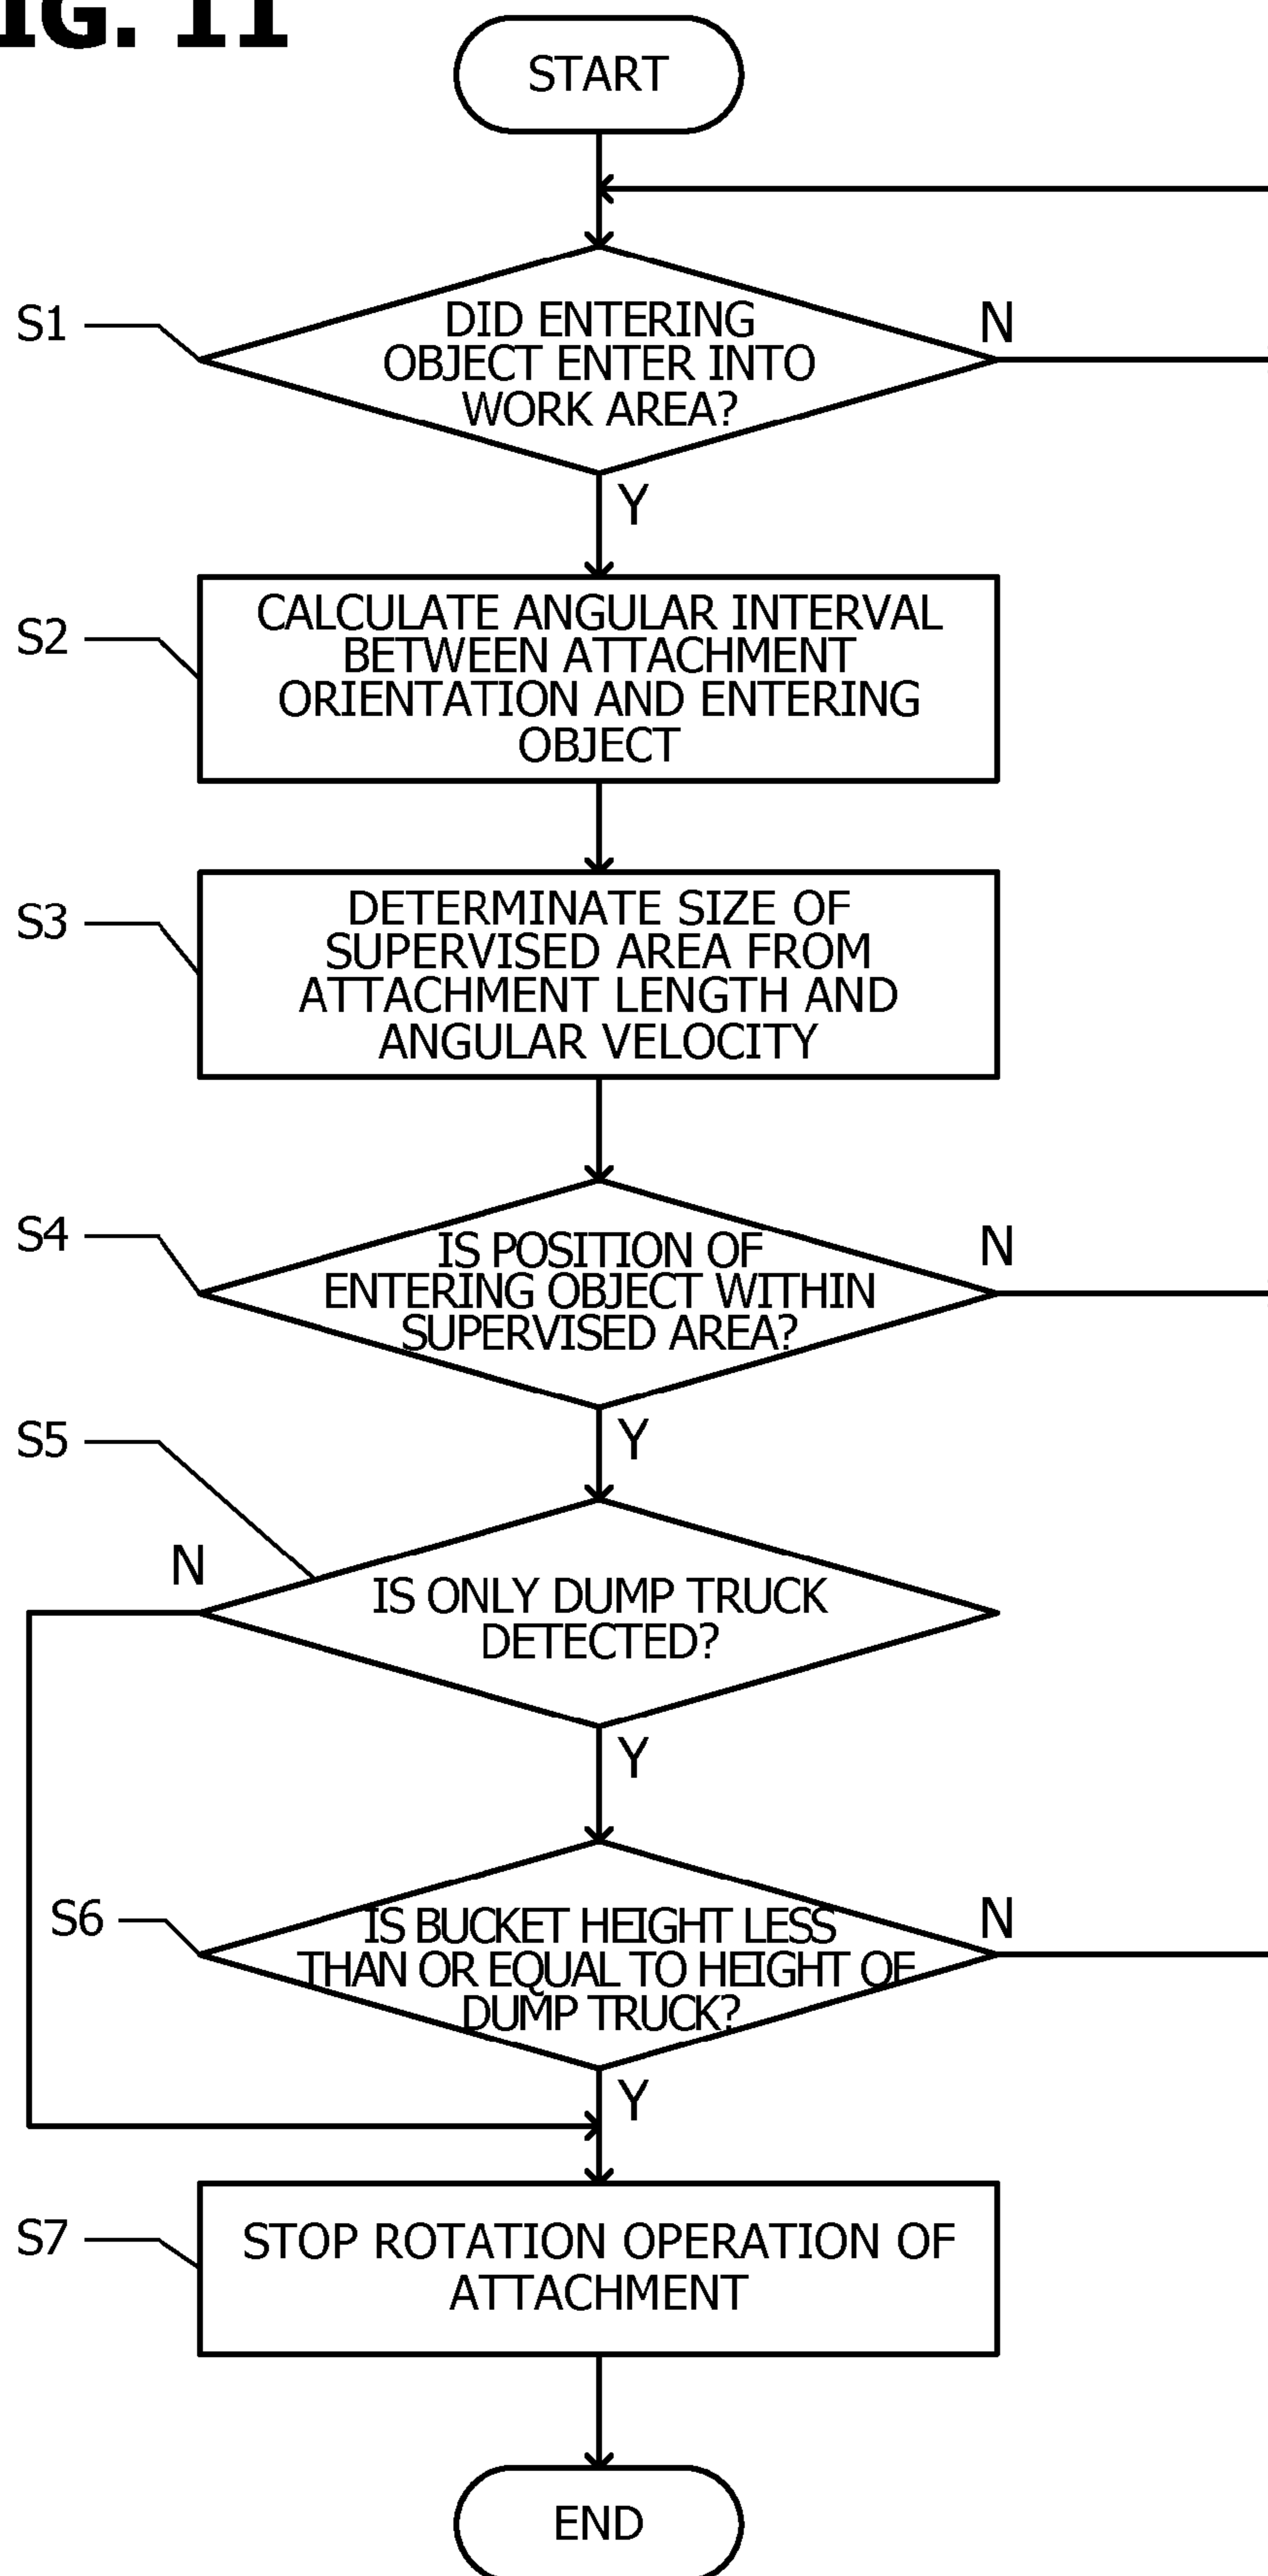 IG. 11
START
S1
DID ENTERING
OBJECT ENTER INTO
WORK AREA?
N
Y
S2
CALCULATE ANGULAR INTERVAL
BETWEEN ATTACHMENT
ORIENTATION AND ENTERING
OBJECT
S3
DETERMINATE SIZE OF
SUPERVISED AREA FROM
ATTACHMENT LENGTH AND
ANGULAR VELOCITY
S4
IS POSITION OF
ENTERING OBJECT WITHIN
SUPERVISED AREA?
N
Y
S5
N
IS ONLY DUMP TRUCK
DETECTED?
Y
S6
IS BUCKET HEIGHT LESS
THAN OR EQUAL TO HEIGHT OF
DUMP TRUCK?
N
Y
S7
STOP ROTATION OPERATION OF
ATTACHMENT
END